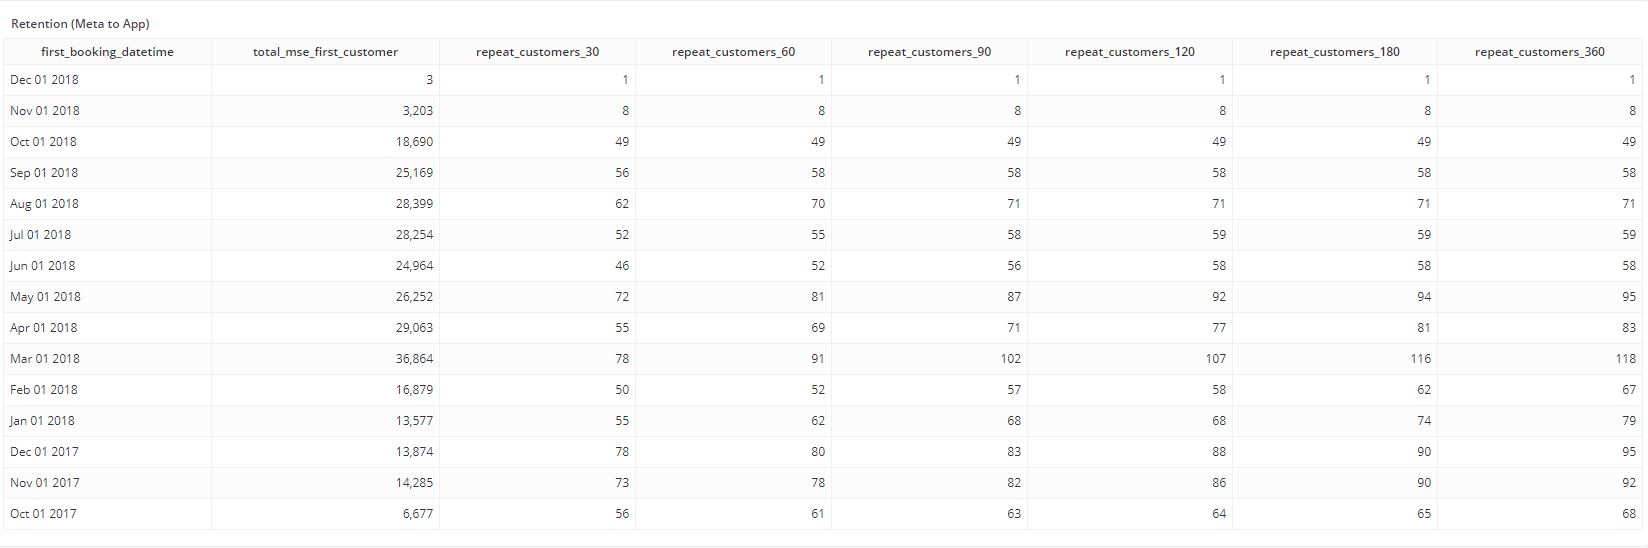 Retention (Meta to App)
first_booking_datetime total_mse_first_customer repeat_customers_30 repeat_customers_60 repeat_customers_90 repeat_customers_120 repeat_customers_180 repeat_customers_360
Dec 01 2018 3 1 1 1 1 1 1
Nov 01 2018 3,203 8 8 8 8 8 8
Oct 01 2018 18,690 49 49 49 49 49 49
Sep 01 2018 25,169 56 58 58 58 58 58
Aug 01 2018 28,399 62 70 71 71 71 71
Jul 01 2018 28,254 52 55 58 59 59 59
Jun 01 2018 24,964 46 52 56 58 58 58
May 01 2018 26,252 72 81 87 92 94 95
Apr 01 2018 29,063 55 69 71 77 81 83
Mar 01 2018 36,864 78 91 102 107 116 118
Feb 01 2018 16,879 50 52 57 58 62 67
Jan 01 2018 13,577 55 62 68 68 74 79
Dec 01 2017 13,874 78 80 83 88 90 95
Nov 01 2017 14,285 73 78 82 86 90 92
Oct 01 2017 6,677 56 61 63 64 65 68